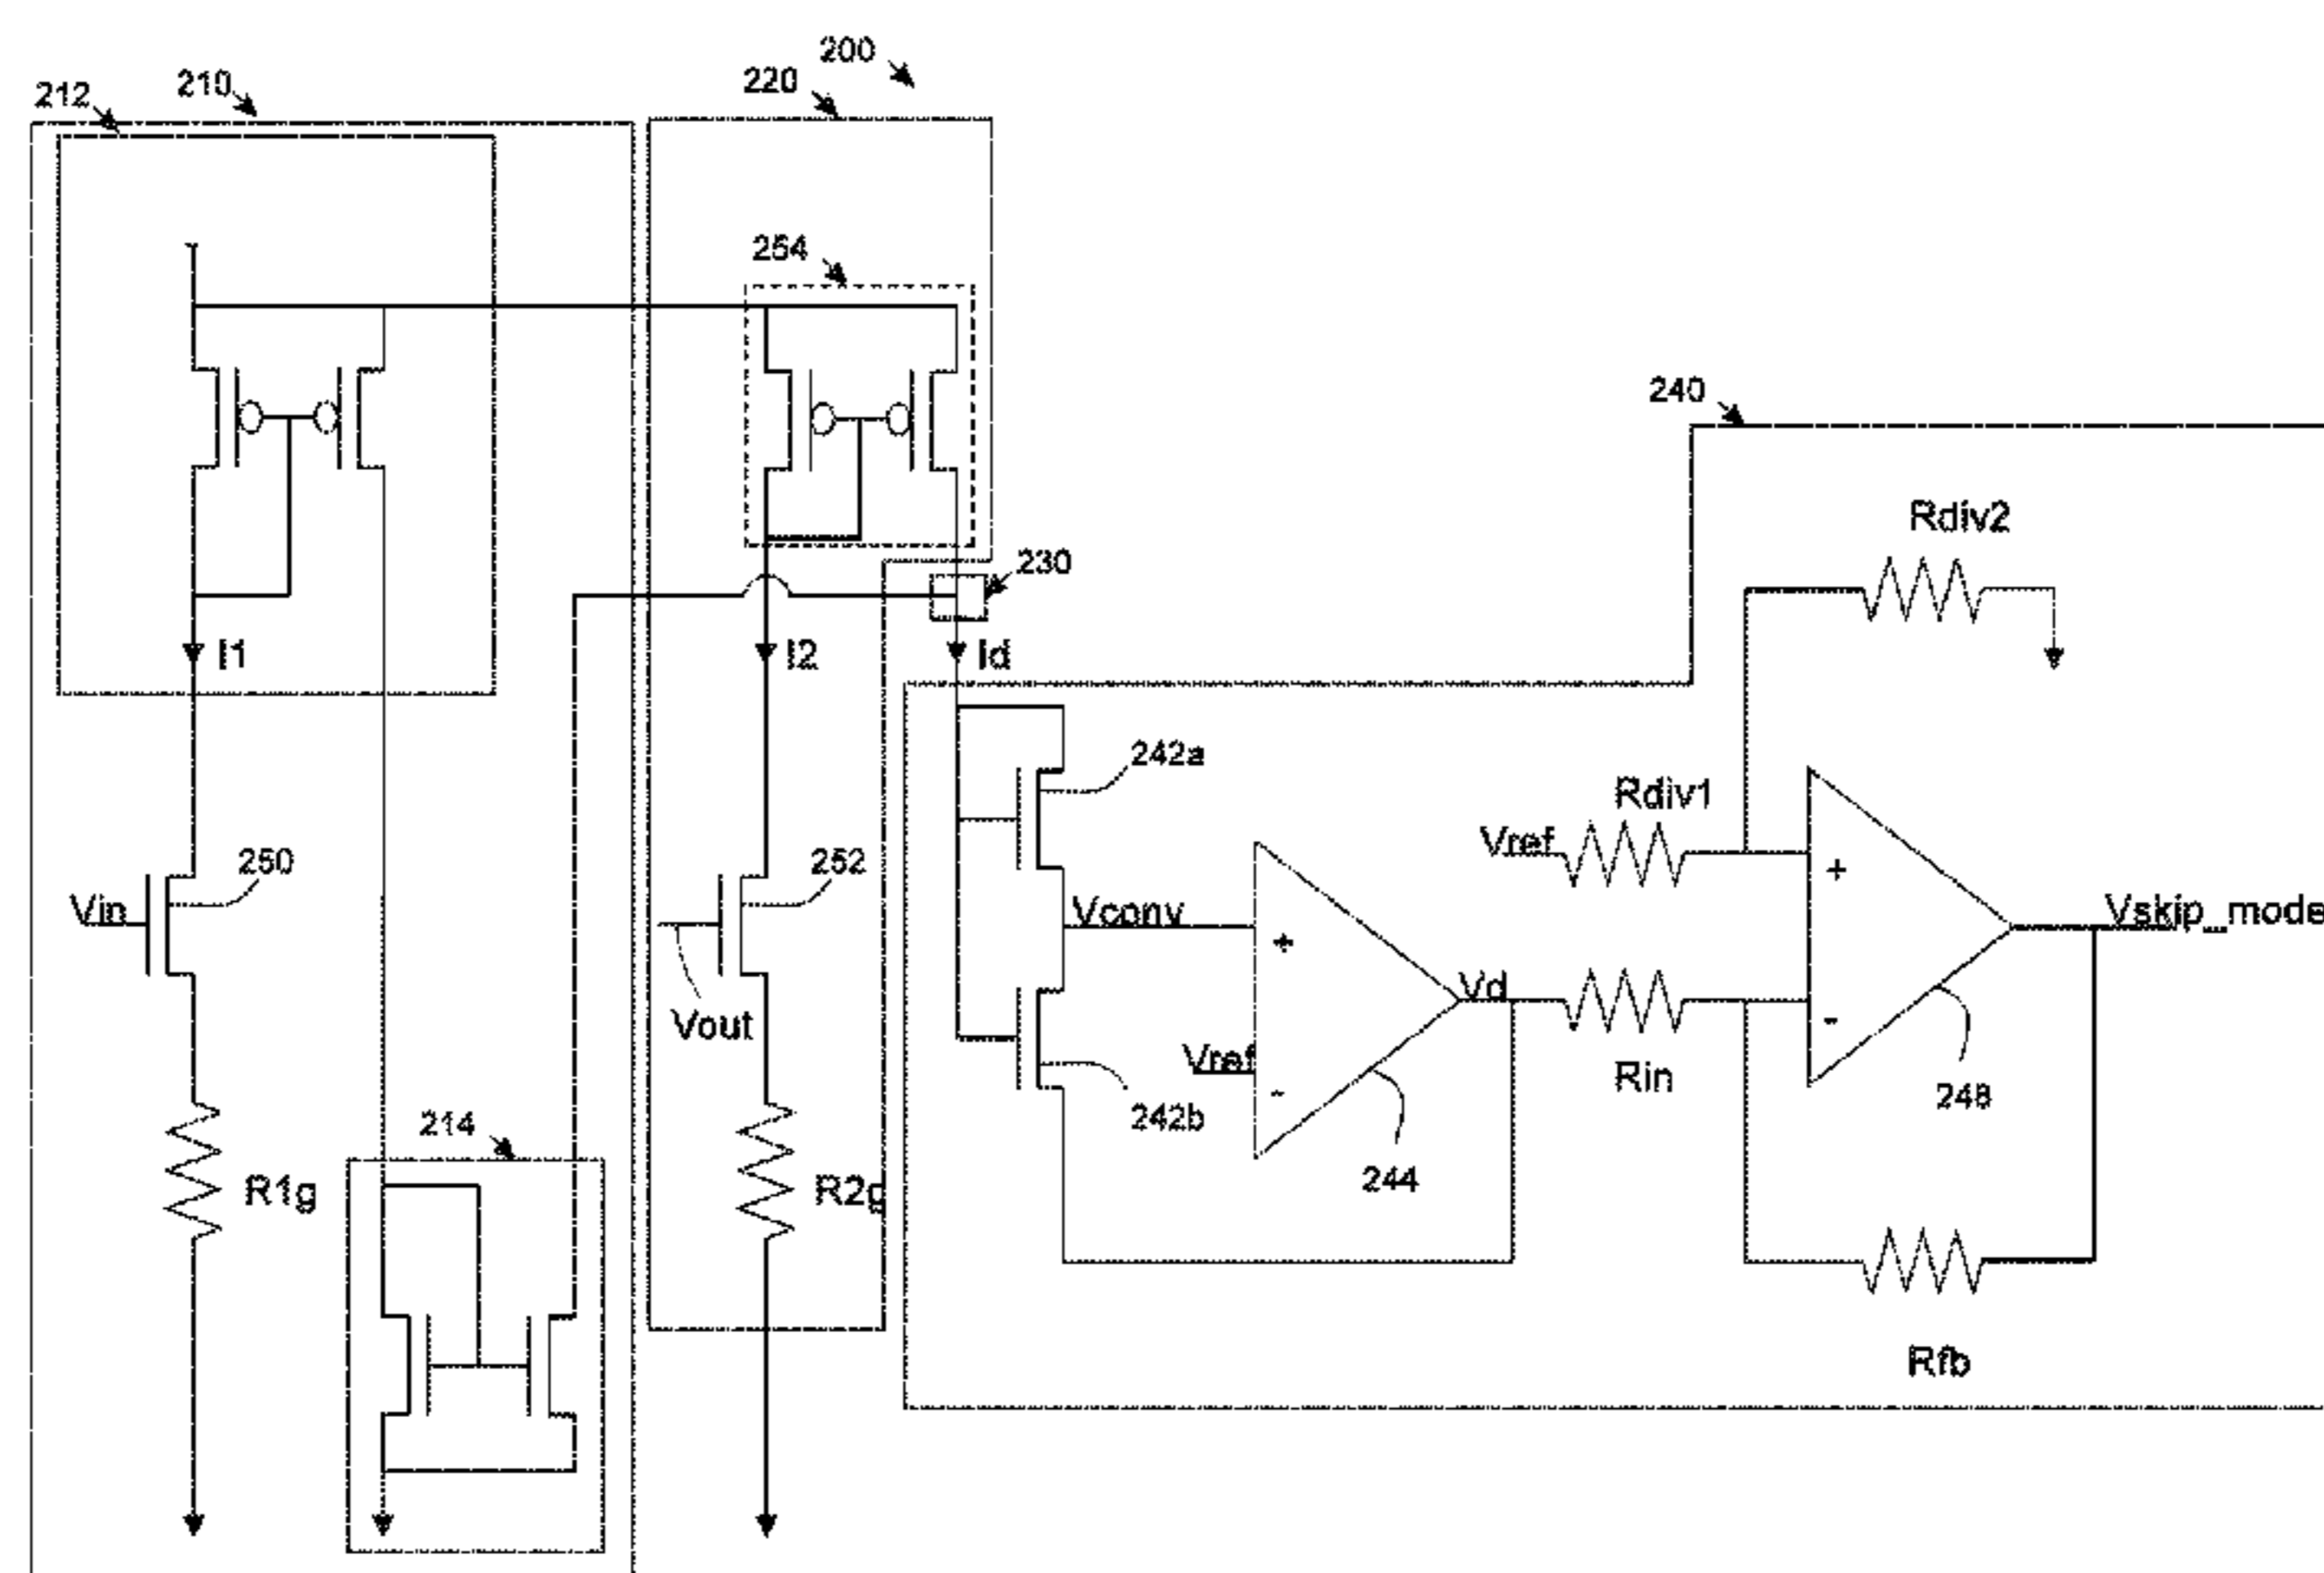 200
220
210
212
254
240
Rdiv2
230
I1
I2
Id
242a
Rdiv1
Vref
250
252
+
Vin
Vconv
+
Vskip_mode
Vd
Vout
-
Vref
Rin
248
-
242b
214
244
R1g
R2g
Rfb